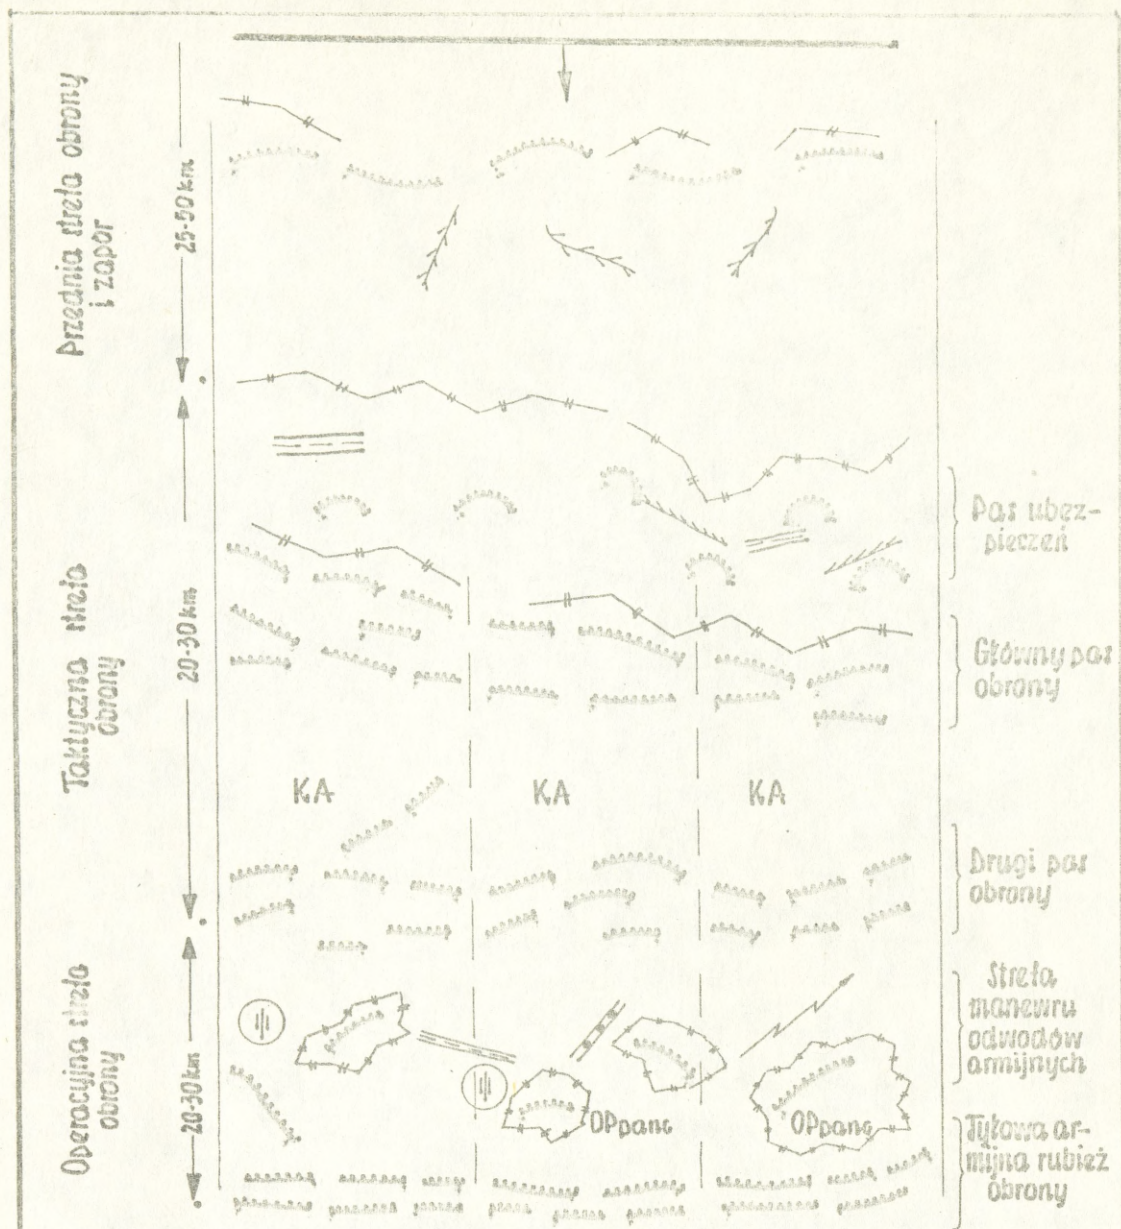 Przednia strefa obrony
i zapór
25-50 km
Taktyczna strefa
obrony
20-30 km
Operacyjna strefa
obrony
20-30 km
KA
KA
KA
OPpanc
OPpanc
Pas ubez-
pieczeń
Główny pas
obrony
Drugi pas
obrony
Strefa
manewru
odwodów
armijnych
Tyłowa ar-
mijna rubież
obrony